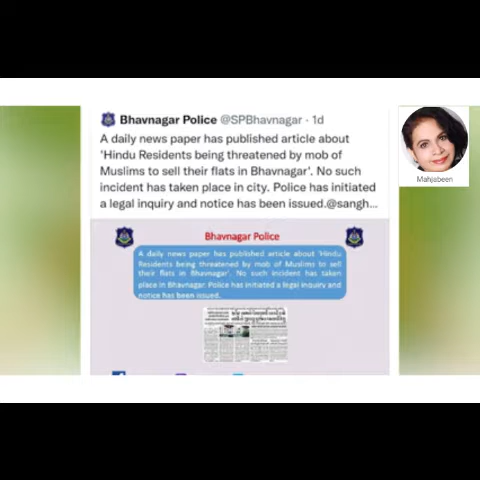 Bhavnagar Police @SPBhavnagar · 1d
A daily news paper has published article about
'Hindu Residents being threatened by mob of
Muslims to sell their flats in Bhavnagar'. No such
incident has taken place in city. Police has initiated
a legal inquiry and notice has been issued.@sangh...
Mahjabeen
Bhavnagar Police
A daily news paper has published article about 'Hindu
Residents being threatened by mob of Muslims to sell
their flats in Bhavnagar'. No such incident has taken
place in Bhavnagar. Police has initiated a legal inquiry and
notice has been issued.